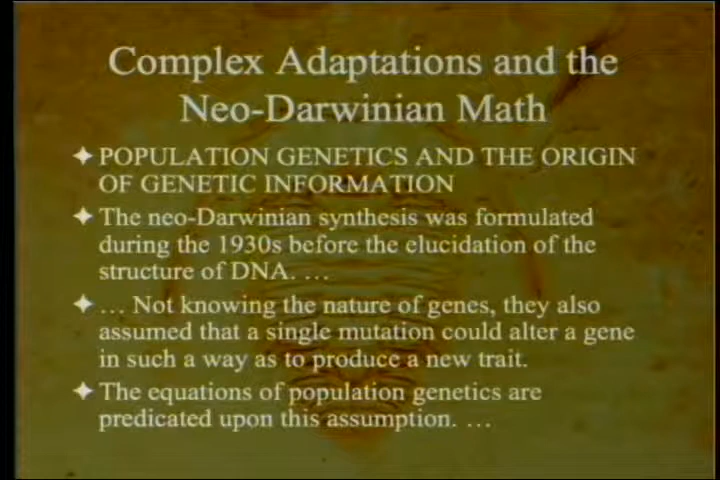 Complex Adaptations and the
Neo-Darwinian Math
✦ POPULATION GENETICS AND THE ORIGIN
OF GENETIC INFORMATION
✦ The neo-Darwinian synthesis was formulated
during the 1930s before the elucidation of the
structure of DNA. …
✦ … Not knowing the nature of genes, they also
assumed that a single mutation could alter a gene
in such a way as to produce a new trait.
✦ The equations of population genetics are
predicated upon this assumption. …